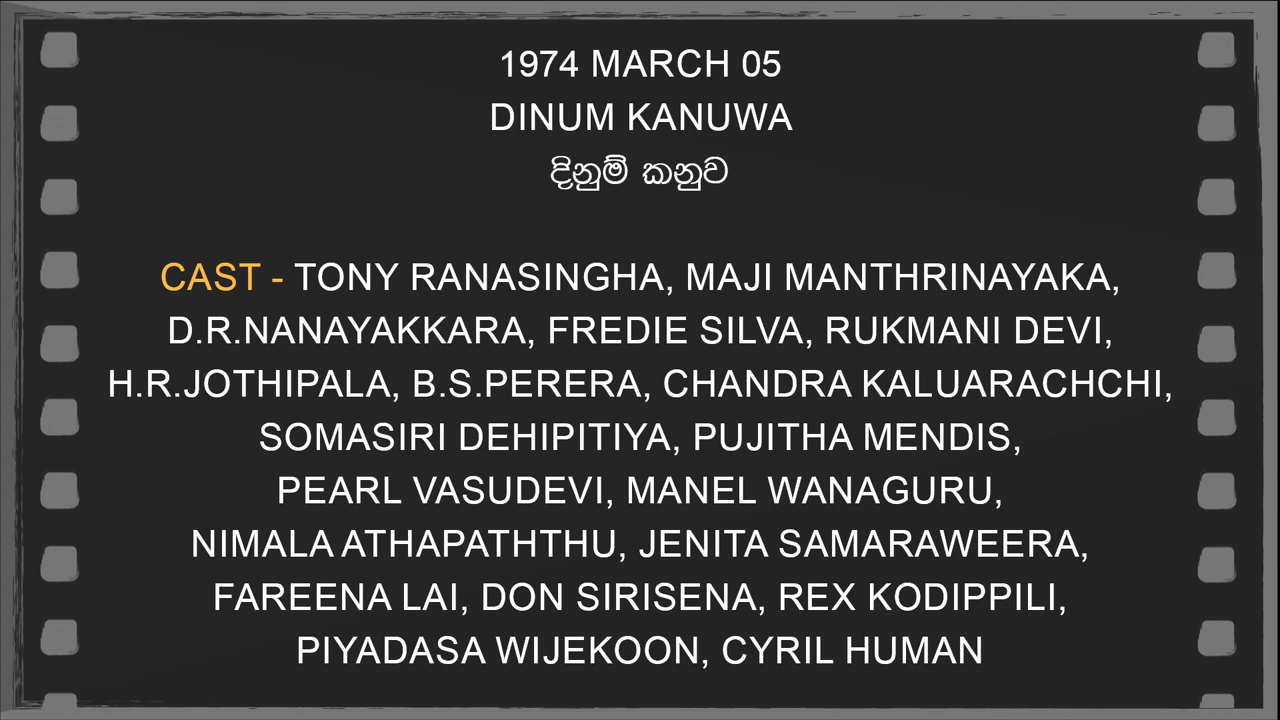 1974 MARCH 05
DINUM KANUWA
දිනුම් කනුව
CAST - TONY RANASINGHA, MAJI MANTHRINAYAKA,
D.R.NANAYAKKARA, FREDIE SILVA, RUKMANI DEVI,
H.R.JOTHIPALA, B.S.PERERA, CHANDRA KALUARACHCHI,
SOMASIRI DEHIPITIYA, PUJITHA MENDIS,
PEARL VASUDEVI, MANEL WANAGURU,
NIMALA ATHAPATHTHU, JENITA SAMARAWEERA,
FAREENA LAI, DON SIRISENA, REX KODIPPILI,
PIYADASA WIJEKOON, CYRIL HUMAN